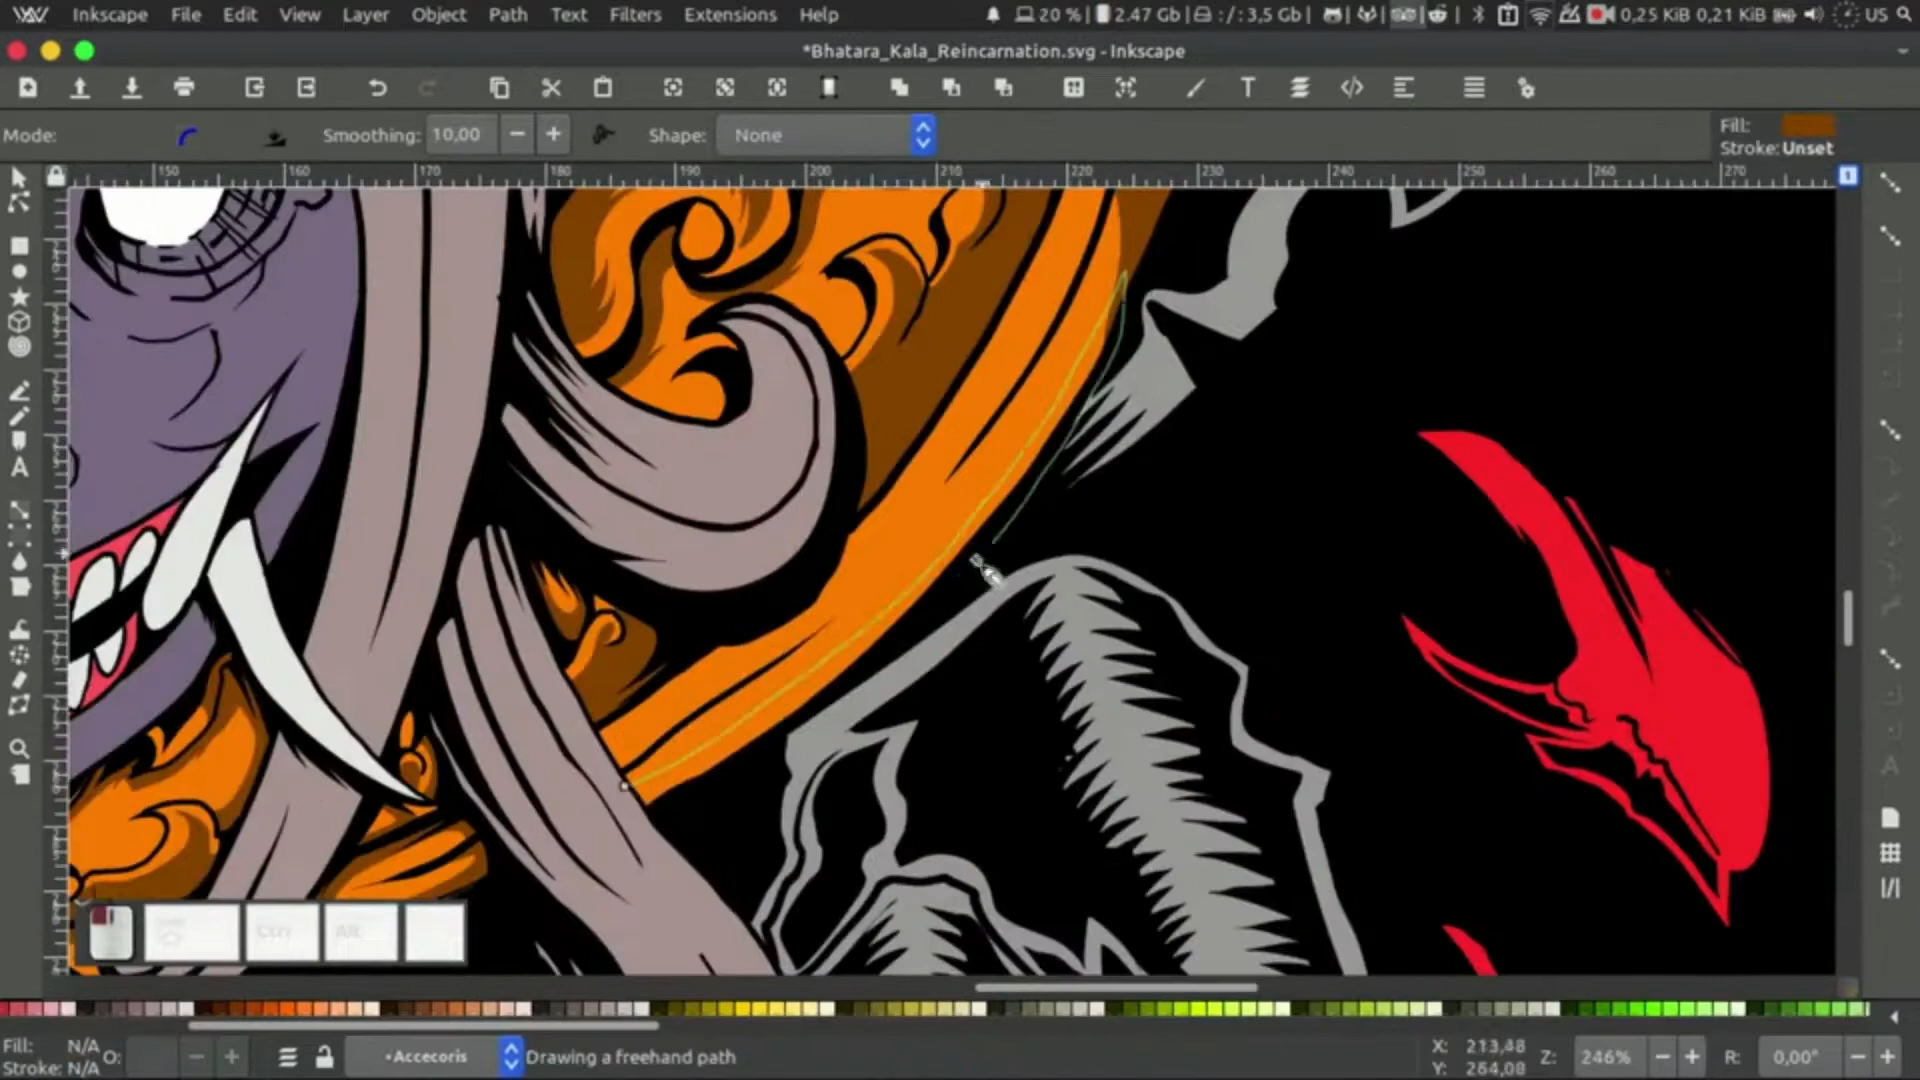 Inkscape File Edit View Layer Object Path Text Filters Extensions Help 20 % | 2.47 Gb | : /: 3,5 Gb | 0,25 KiB 0,21 KiB US
*Bhatara_Kala_Reincarnation.svg - Inkscape
Mode: Smoothing: 10,00 Shape: None Fill:
Stroke: Unset
150 160 170 180 190 200 210 220 230 240 250 260 270
Ctrl Alt
Fill: N/A O: •Accecoris Drawing a freehand path X: 213,48 Z: 246% R: 0,00°
Stroke: N/A Y: 264,08